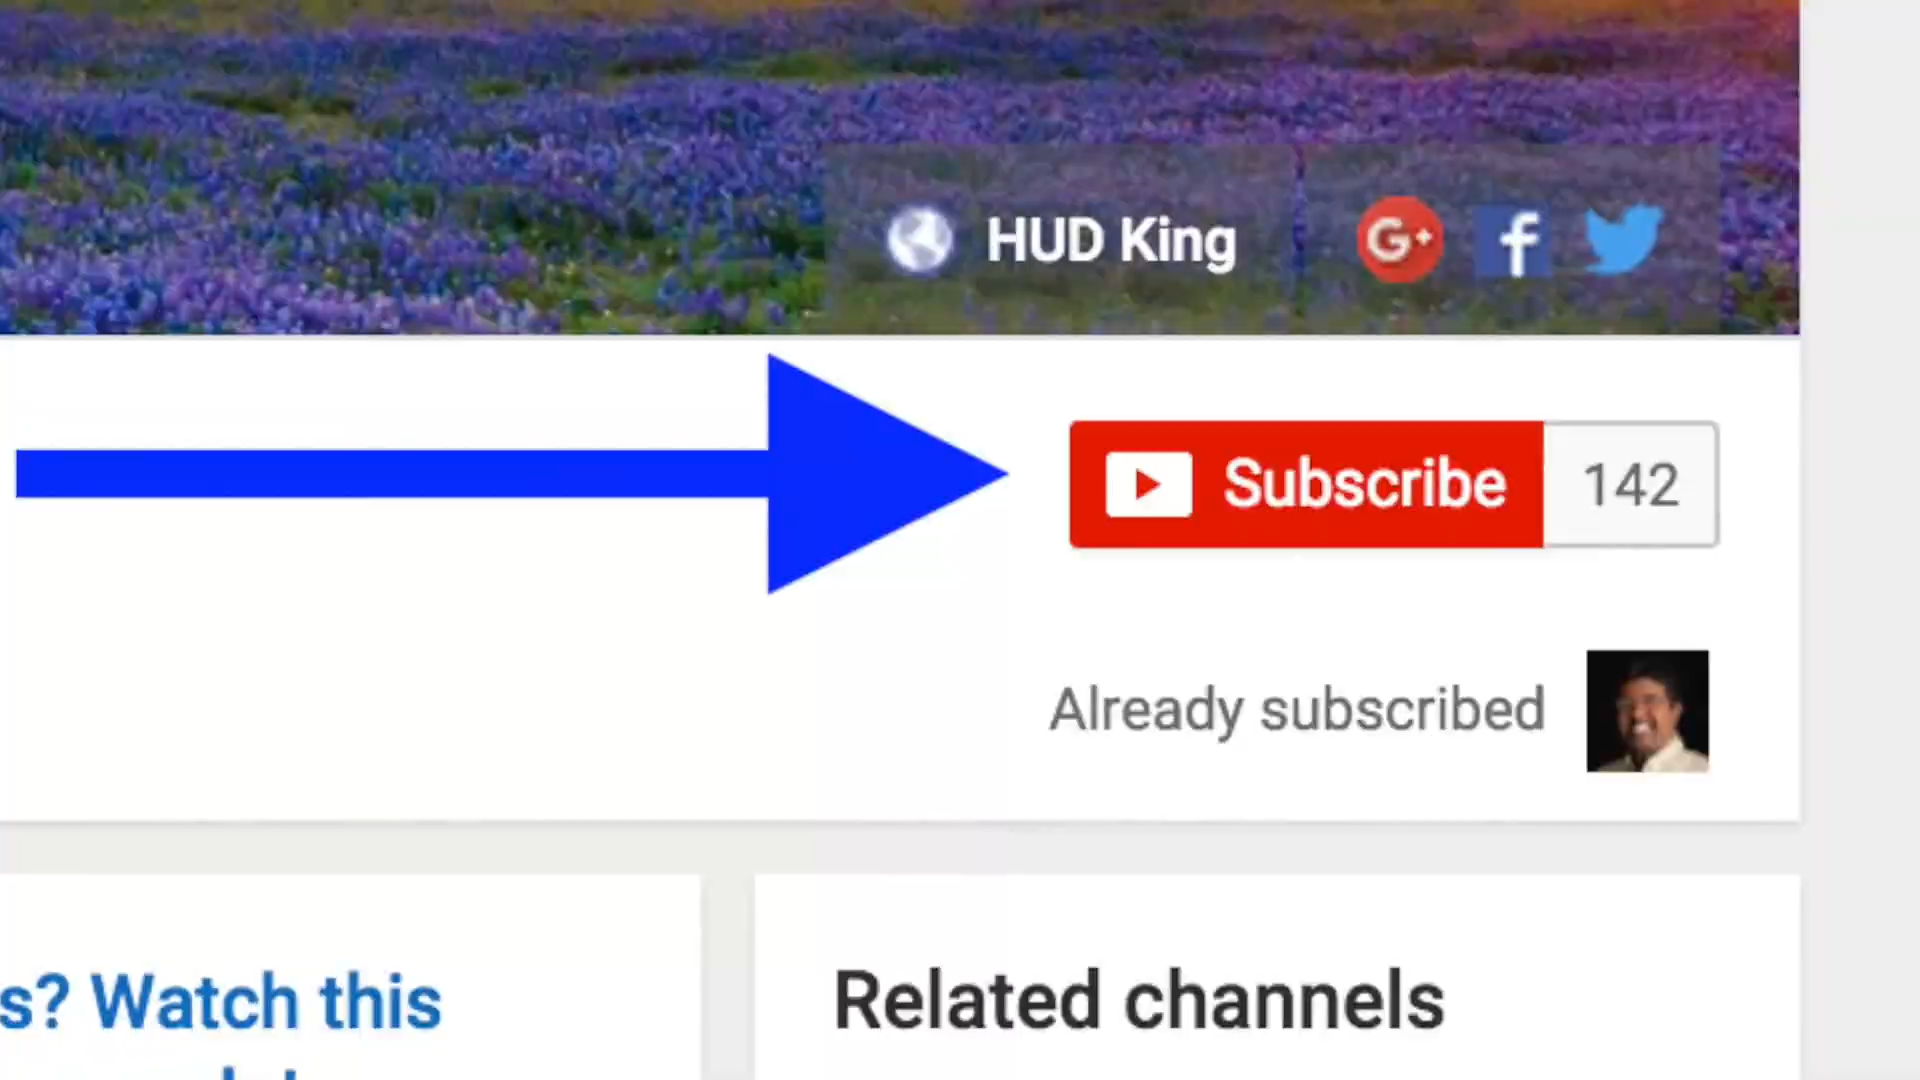 HUD King
G+ f
Subscribe 142
Already subscribed
s? Watch this
Related channels